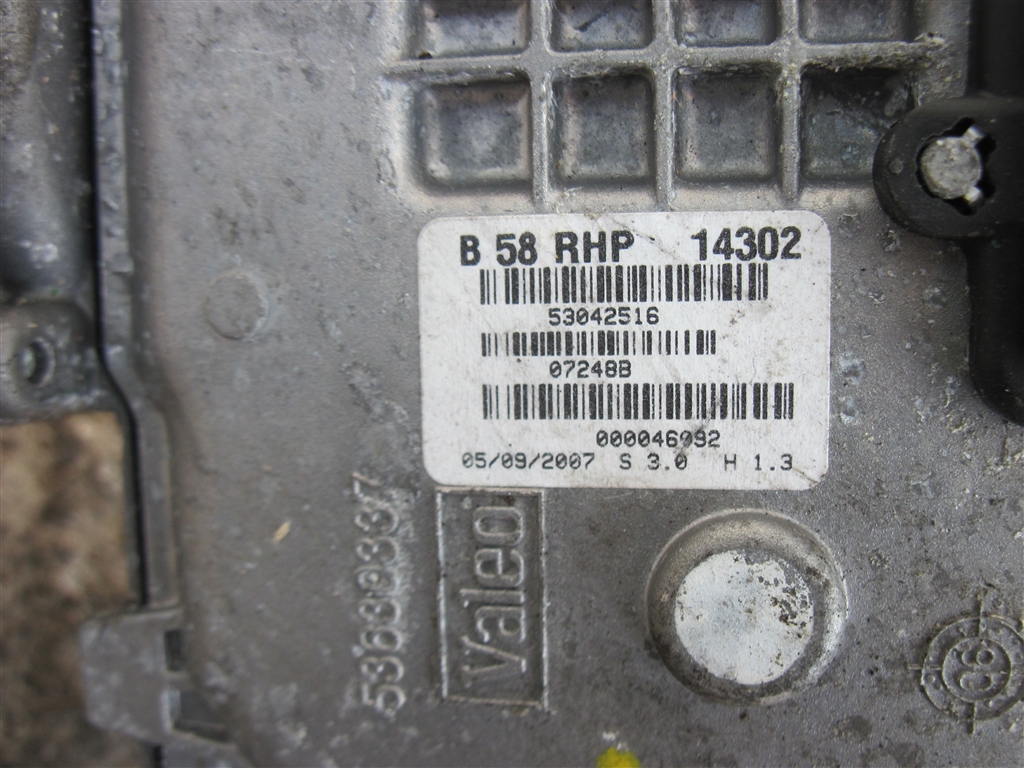 B 58 RHP 14302
53042516
07248B
000046092
05/09/2007 S 3.0 H 1.3
Valeo